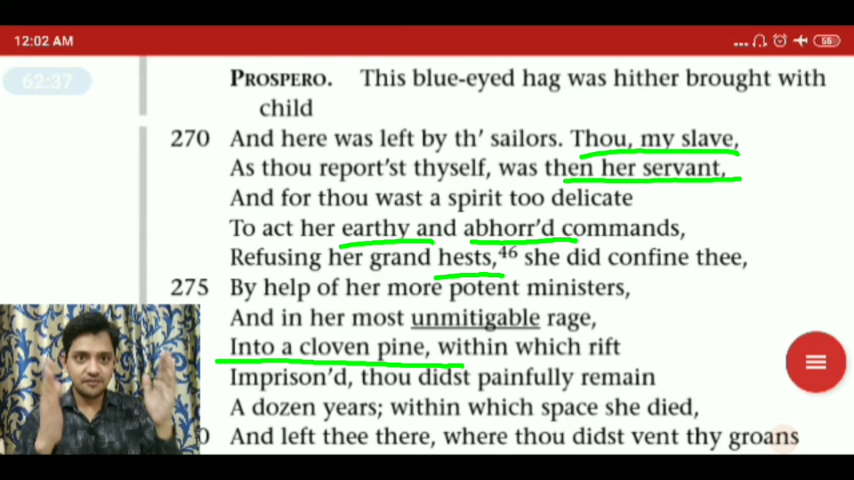 12:02 AM
56
62:37
PROSPERO. This blue-eyed hag was hither brought with
child
270 And here was left by th' sailors. Thou, my slave,
As thou report'st thyself, was then her servant,
And for thou wast a spirit too delicate
To act her earthy and abhorr'd commands,
Refusing her grand hests,46 she did confine thee,
275 By help of her more potent ministers,
And in her most unmitigable rage,
Into a cloven pine, within which rift
Imprison'd, thou didst painfully remain
A dozen years; within which space she died,
0 And left thee there, where thou didst vent thy groans